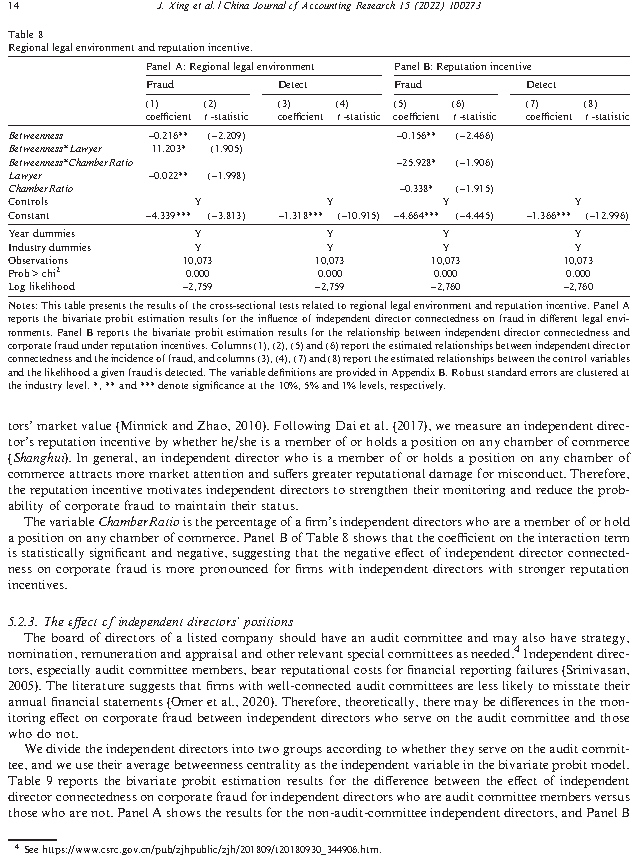 14
J. Xing et al. / China Journal of Accounting Research 15 (2022) 100273
Table 8
Regional legal environment and reputation incentive.
Panel A: Regional legal environment Panel B: Reputation incentive
Fraud Detect Fraud Detect
(1) (2) (3) (4) (5) (6) (7) (8)
coefficient t-statistic coefficient t-statistic coefficient t-statistic coefficient t-statistic
Betweenness −0.216** (−2.209) −0.156** (−2.466)
Betweenness*Lawyer 11.203* (1.905)
Betweenness*ChamberRatio −25.928* (−1.906)
Lawyer −0.022** (−1.998)
ChamberRatio −0.338* (−1.915)
Controls Y Y Y Y
Constant −4.339*** (−3.813) −1.318*** (−10.915) −4.664*** (−4.445) −1.366*** (−12.996)
Year dummies Y Y Y Y
Industry dummies Y Y Y Y
Observations 10,073 10,073 10,073 10,073
Prob > chi² 0.000 0.000 0.000 0.000
Log likelihood −2,759 −2,759 −2,760 −2,760
Notes: This table presents the results of the cross-sectional tests related to regional legal environment and reputation incentive. Panel A
reports the bivariate probit estimation results for the influence of independent director connectedness on fraud in different legal envi-
ronments. Panel B reports the bivariate probit estimation results for the relationship between independent director connectedness and
corporate fraud under reputation incentives. Columns (1), (2), (5) and (6) report the estimated relationships between independent director
connectedness and the incidence of fraud, and columns (3), (4), (7) and (8) report the estimated relationships between the control variables
and the likelihood a given fraud is detected. The variable definitions are provided in Appendix B. Robust standard errors are clustered at
the industry level. *, ** and *** denote significance at the 10%, 5% and 1% levels, respectively.
tors' market value (Minnick and Zhao, 2010). Following Dai et al. (2017), we measure an independent direc-
tor's reputation incentive by whether he/she is a member of or holds a position on any chamber of commerce
(Shanghui). In general, an independent director who is a member of or holds a position on any chamber of
commerce attracts more market attention and suffers greater reputational damage for misconduct. Therefore,
the reputation incentive motivates independent directors to strengthen their monitoring and reduce the prob-
ability of corporate fraud to maintain their status.
The variable ChamberRatio is the percentage of a firm's independent directors who are a member of or hold
a position on any chamber of commerce. Panel B of Table 8 shows that the coefficient on the interaction term
is statistically significant and negative, suggesting that the negative effect of independent director connected-
ness on corporate fraud is more pronounced for firms with independent directors with stronger reputation
incentives.
5.2.3. The effect of independent directors' positions
The board of directors of a listed company should have an audit committee and may also have strategy,
nomination, remuneration and appraisal and other relevant special committees as needed.⁴ Independent direc-
tors, especially audit committee members, bear reputational costs for financial reporting failures (Srinivasan,
2005). The literature suggests that firms with well-connected audit committees are less likely to misstate their
annual financial statements (Omer et al., 2020). Therefore, theoretically, there may be differences in the mon-
itoring effect on corporate fraud between independent directors who serve on the audit committee and those
who do not.
We divide the independent directors into two groups according to whether they serve on the audit commit-
tee, and we use their average betweenness centrality as the independent variable in the bivariate probit model.
Table 9 reports the bivariate probit estimation results for the difference between the effect of independent
director connectedness on corporate fraud for independent directors who are audit committee members versus
those who are not. Panel A shows the results for the non-audit-committee independent directors, and Panel B
⁴ See https://www.csrc.gov.cn/pub/zjhpublic/zjh/201809/t20180930_344906.htm.